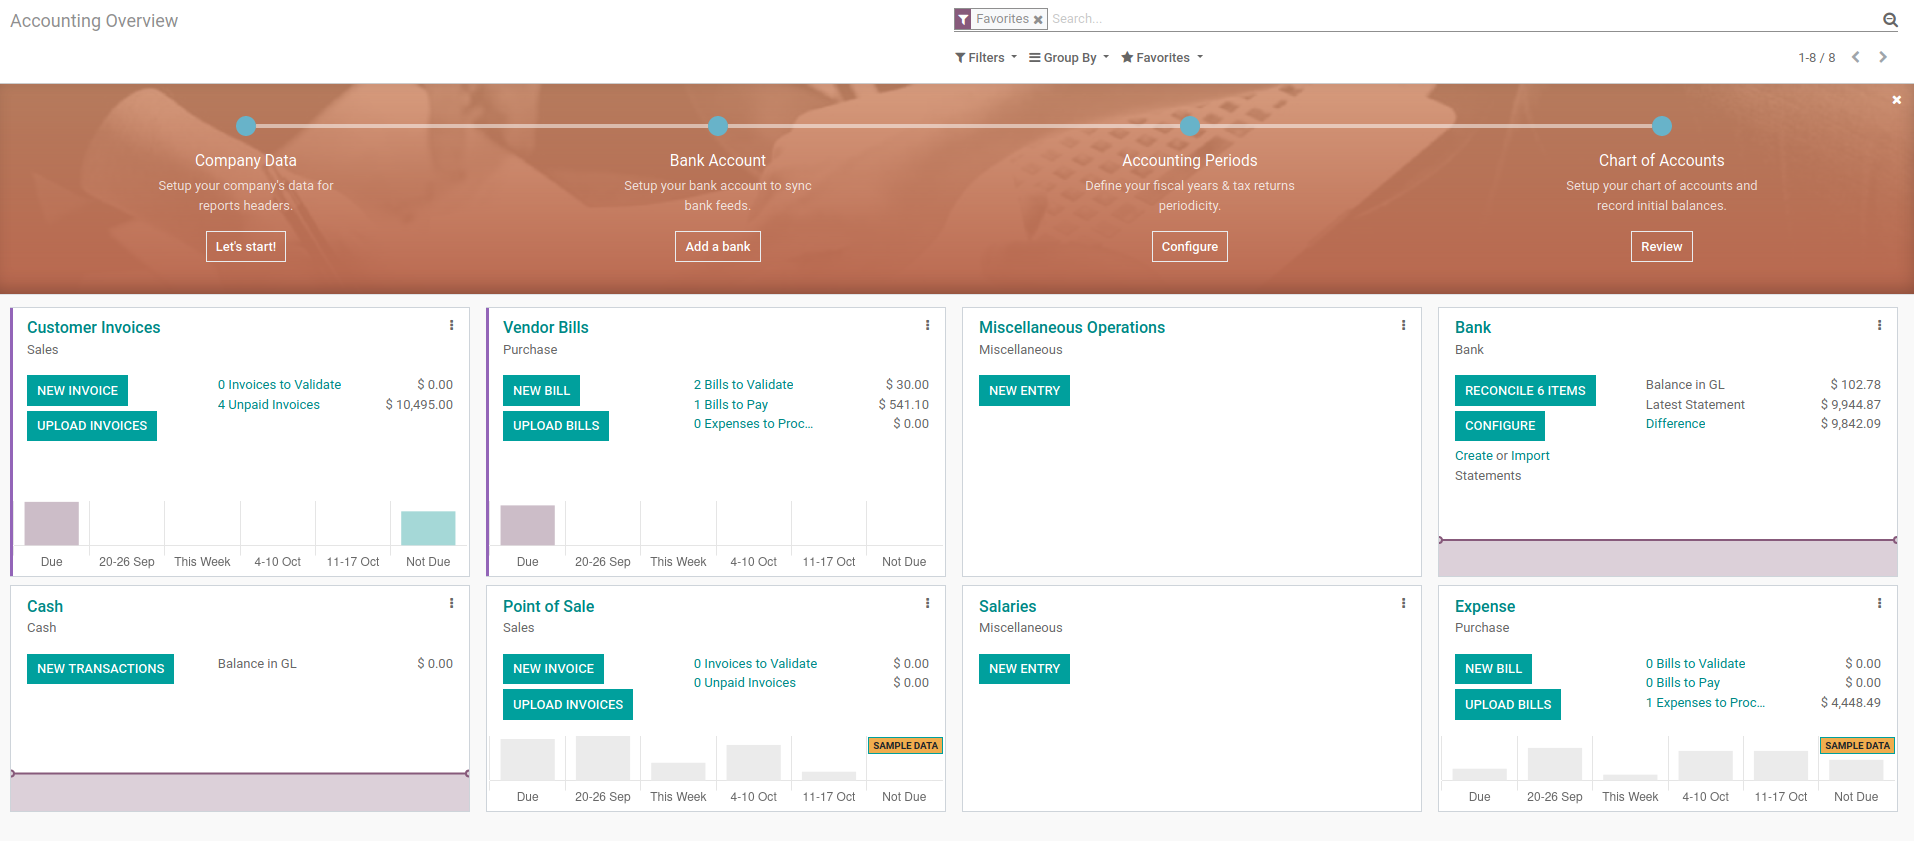 Accounting Overview
Favorites Search...
Filters Group By Favorites 1-8 / 8
Company Data
Setup your company's data for
reports headers.
Let's start!
Bank Account
Setup your bank account to sync
bank feeds.
Add a bank
Accounting Periods
Define your fiscal years & tax returns
periodicity.
Configure
Chart of Accounts
Setup your chart of accounts and
record initial balances.
Review
Customer Invoices
Sales
NEW INVOICE
UPLOAD INVOICES
0 Invoices to Validate $ 0.00
4 Unpaid Invoices $ 10,495.00
Due 20-26 Sep This Week 4-10 Oct 11-17 Oct Not Due
Vendor Bills
Purchase
NEW BILL
UPLOAD BILLS
2 Bills to Validate $ 30.00
1 Bills to Pay $ 541.10
0 Expenses to Proc... $ 0.00
Due 20-26 Sep This Week 4-10 Oct 11-17 Oct Not Due
Miscellaneous Operations
Miscellaneous
NEW ENTRY
Bank
Bank
RECONCILE 6 ITEMS
CONFIGURE
Create or Import
Statements
Balance in GL $ 102.78
Latest Statement $ 9,944.87
Difference $ 9,842.09
Cash
Cash
NEW TRANSACTIONS
Balance in GL $ 0.00
Point of Sale
Sales
NEW INVOICE
UPLOAD INVOICES
0 Invoices to Validate $ 0.00
0 Unpaid Invoices $ 0.00
SAMPLE DATA
Due 20-26 Sep This Week 4-10 Oct 11-17 Oct Not Due
Salaries
Miscellaneous
NEW ENTRY
Expense
Purchase
NEW BILL
UPLOAD BILLS
0 Bills to Validate $ 0.00
0 Bills to Pay $ 0.00
1 Expenses to Proc... $ 4,448.49
SAMPLE DATA
Due 20-26 Sep This Week 4-10 Oct 11-17 Oct Not Due